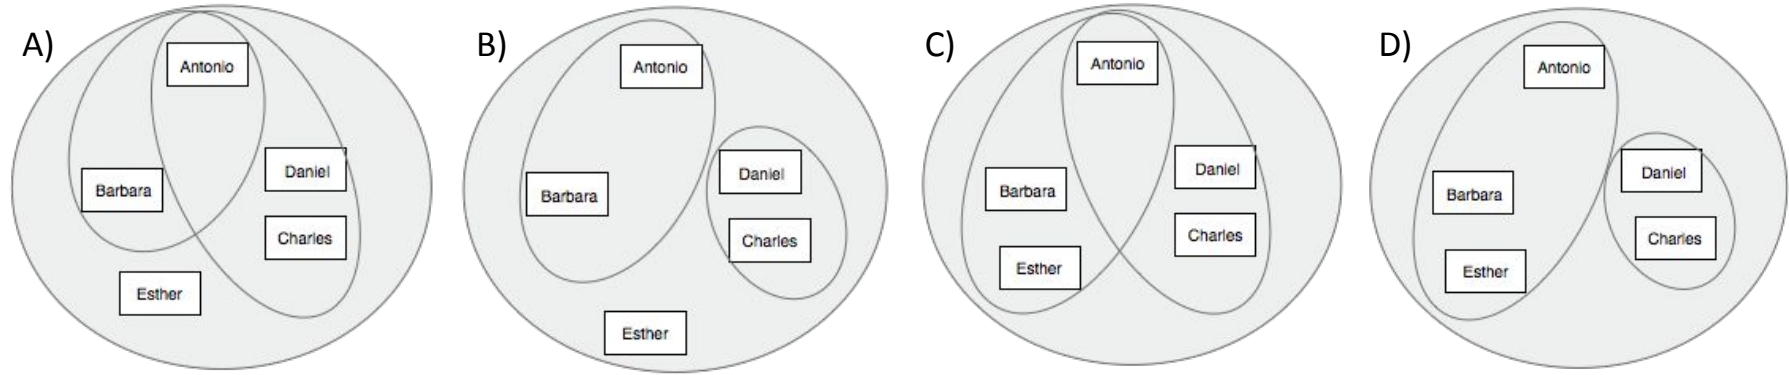 A)
Antonio
Barbara
Daniel
Charles
Esther
B)
Antonio
Barbara
Daniel
Charles
Esther
C)
Antonio
Barbara
Daniel
Charles
Esther
D)
Antonio
Barbara
Daniel
Charles
Esther